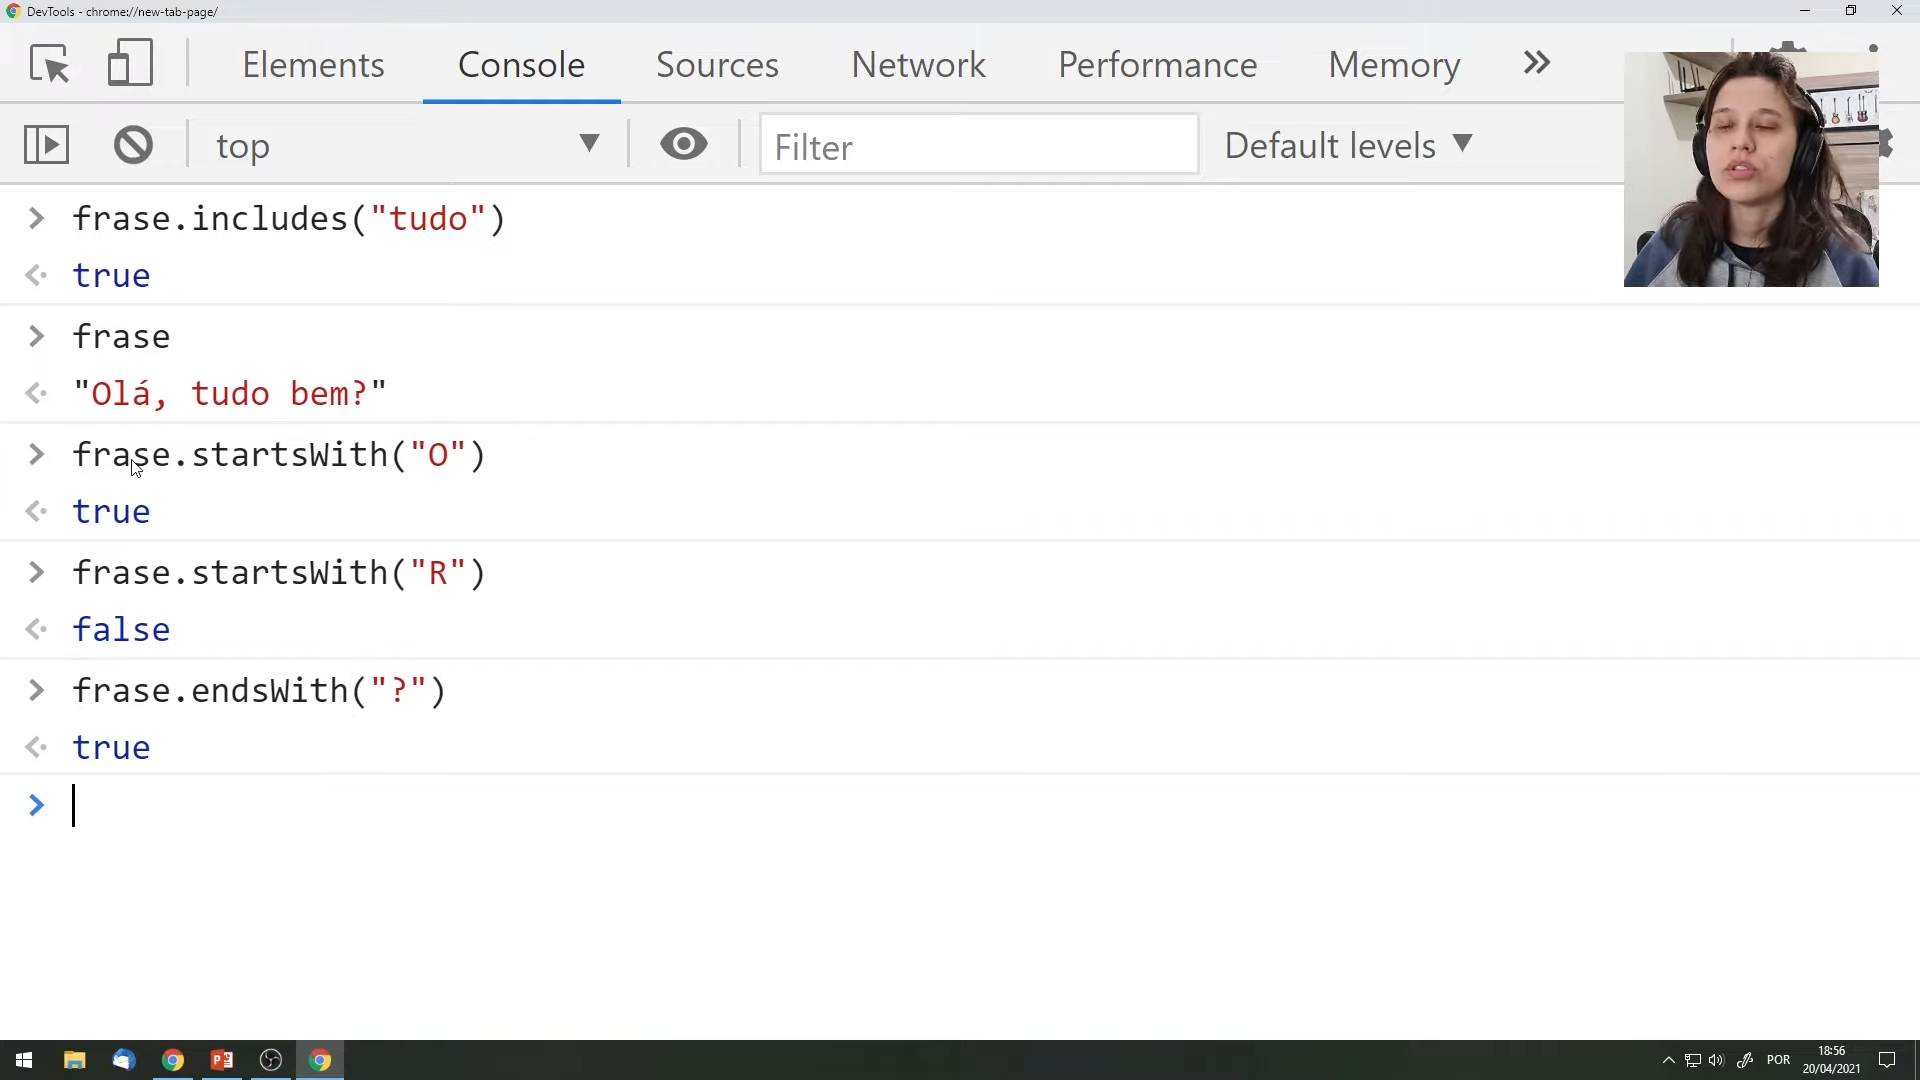 DevTools - chrome://new-tab-page/
Elements Console Sources Network Performance Memory
top Filter Default levels
frase.includes("tudo")
true
frase
"Olá, tudo bem?"
frase.startsWith("O")
true
frase.startsWith("R")
false
frase.endsWith("?")
true
POR 18:56
20/04/2021